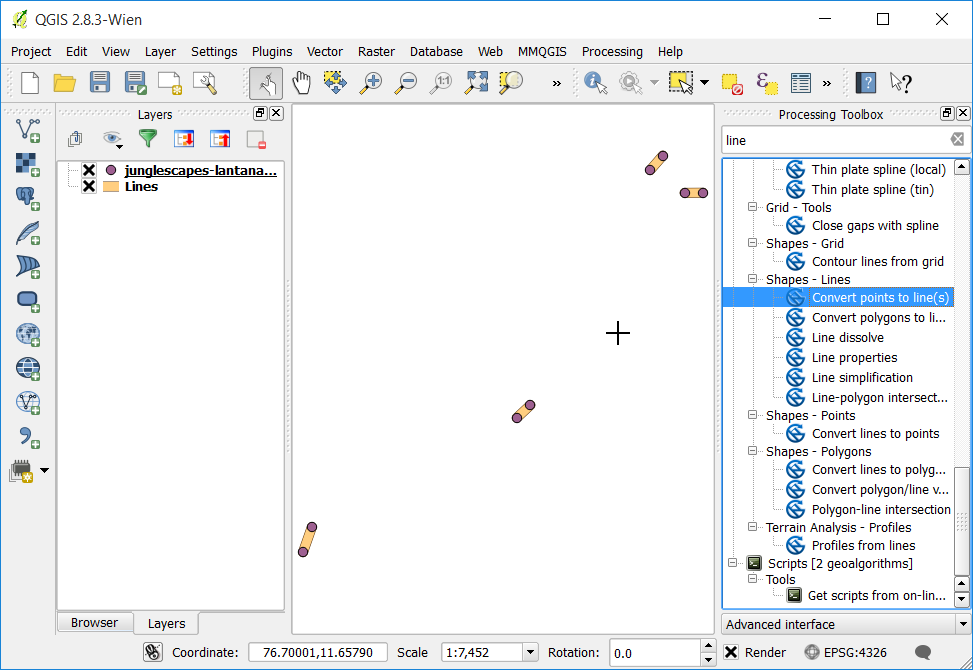 QGIS 2.8.3-Wien
Project Edit View Layer Settings Plugins Vector Raster Database Web MMQGIS Processing Help
1:1
»
»
?
?
Layers
junglescapes-lantana...
Lines
Browser
Layers
Processing Toolbox
line
Thin plate spline (local)
Thin plate spline (tin)
Grid - Tools
Close gaps with spline
Shapes - Grid
Contour lines from grid
Shapes - Lines
Convert points to line(s)
Convert polygons to li...
Line dissolve
Line properties
Line simplification
Line-polygon intersect...
Shapes - Points
Convert lines to points
Shapes - Polygons
Convert lines to polyg...
Convert polygon/line v...
Polygon-line intersection
Terrain Analysis - Profiles
Profiles from lines
Scripts [2 geoalgorithms]
Tools
Get scripts from on-lin...
Advanced interface
Coordinate: 76.70001,11.65790 Scale 1:7,452 Rotation: 0.0 Render EPSG:4326